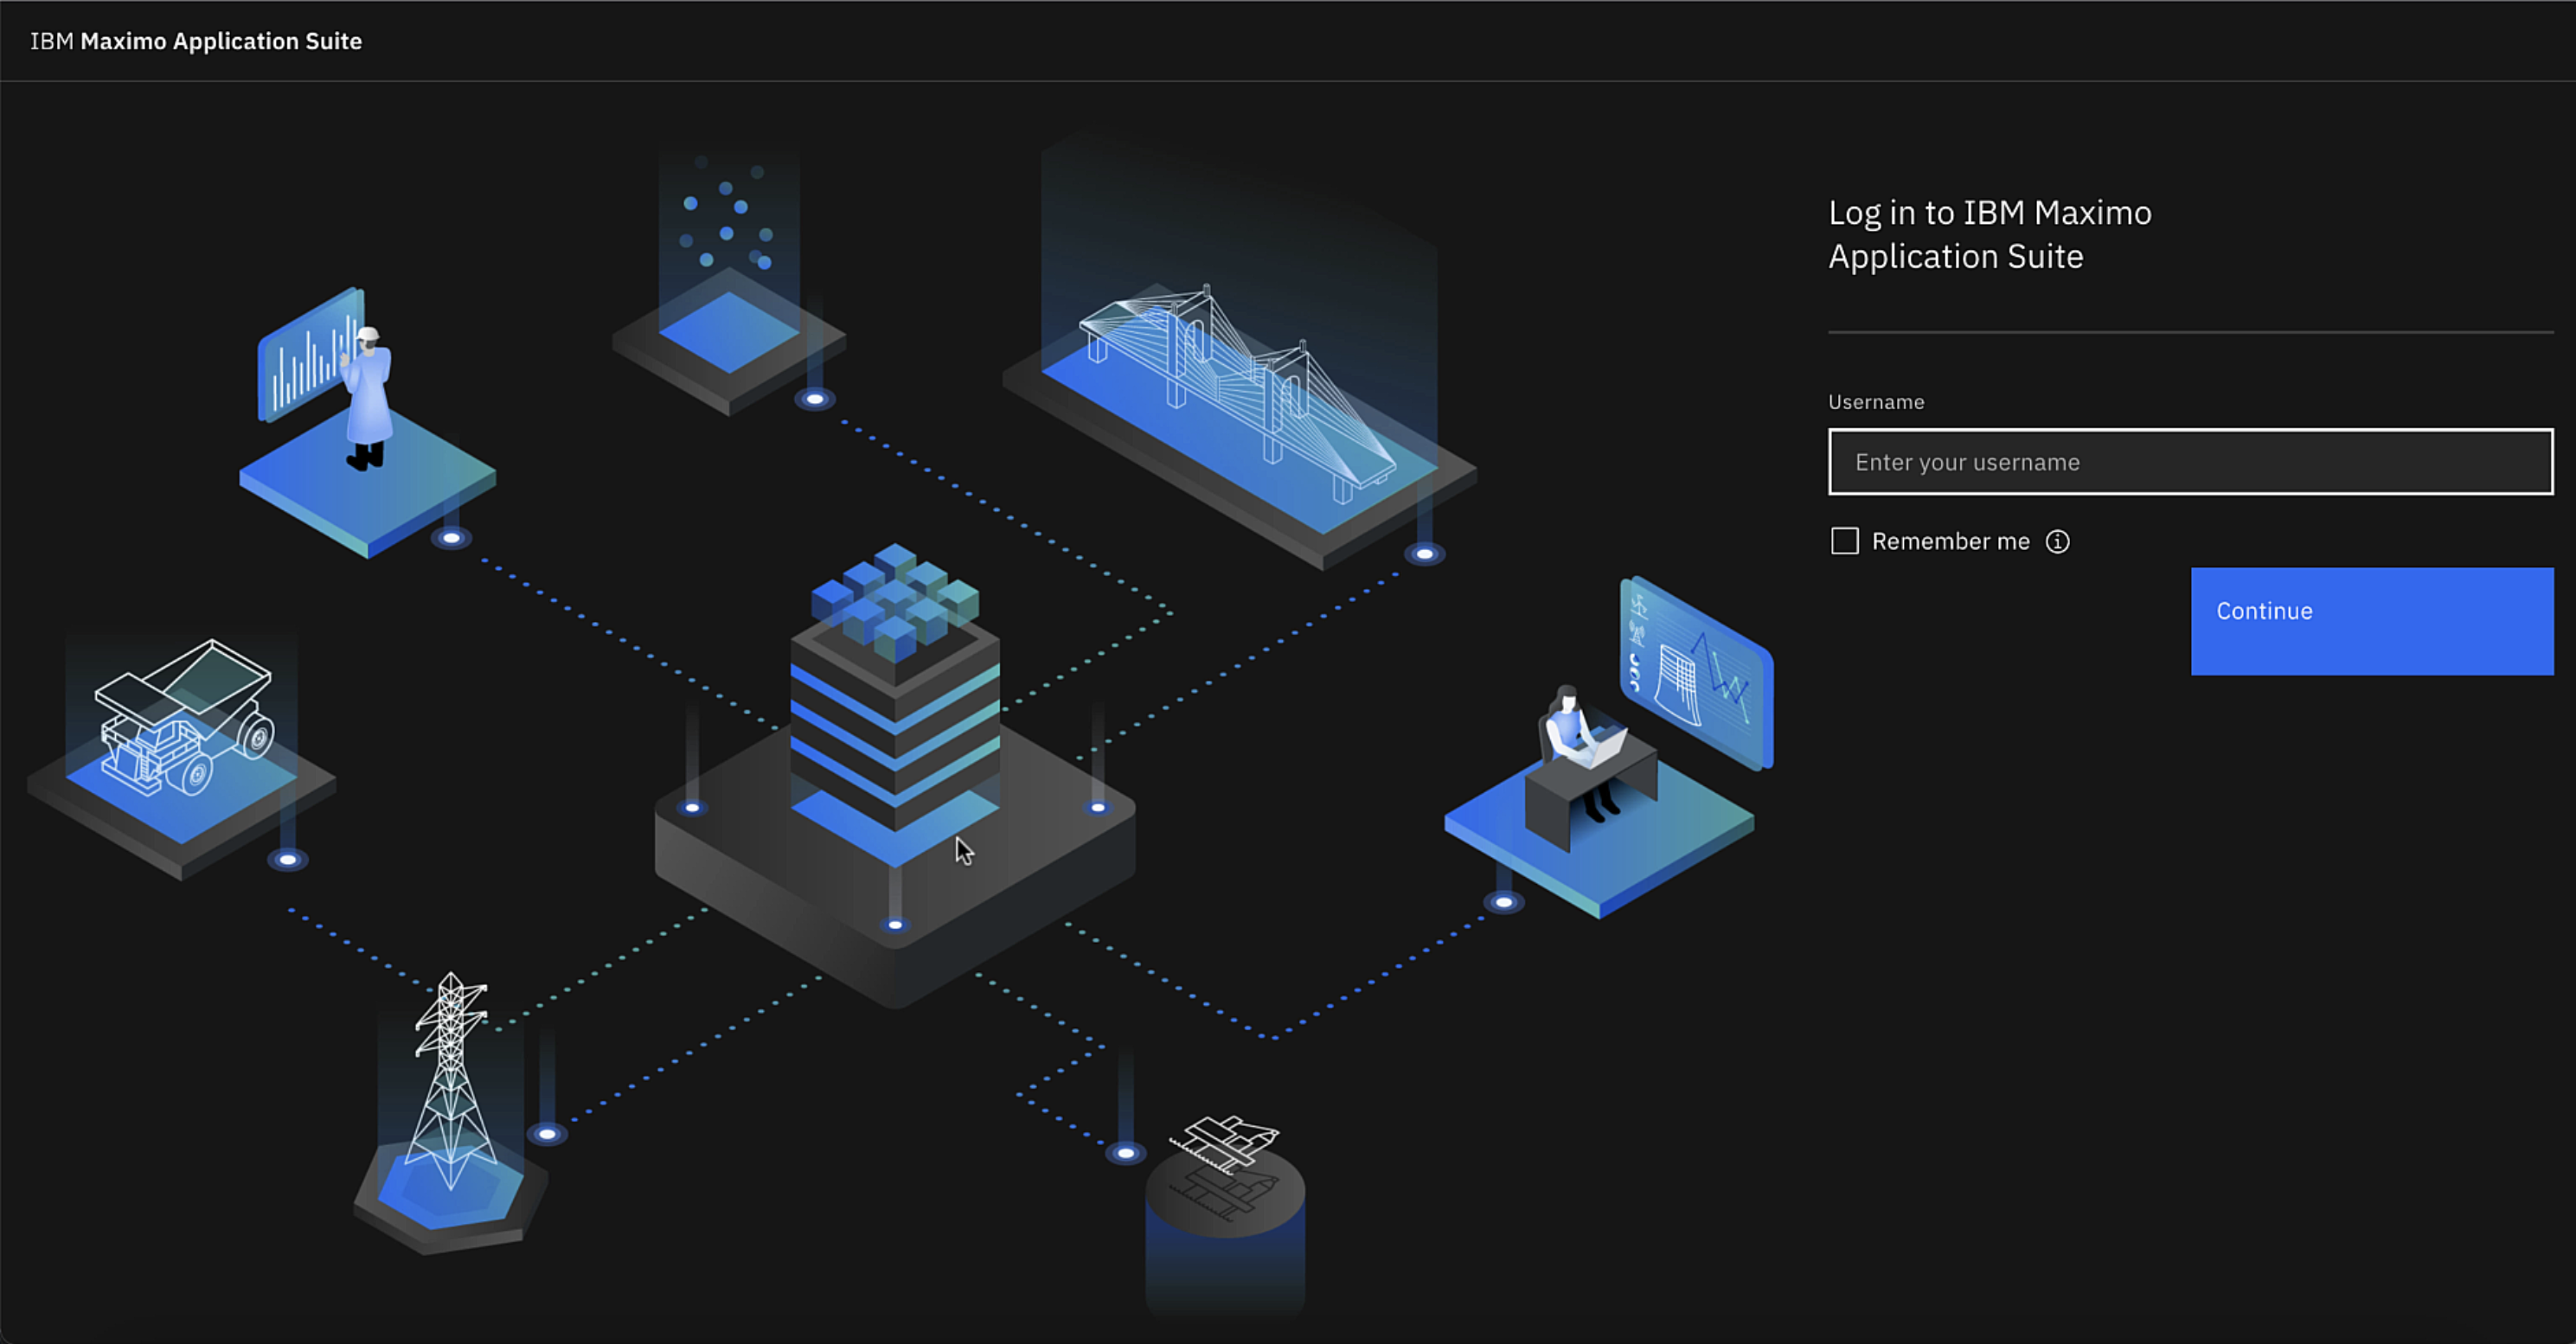 IBM Maximo Application Suite
Log in to IBM Maximo
Application Suite
Username
Enter your username
Remember me
Continue